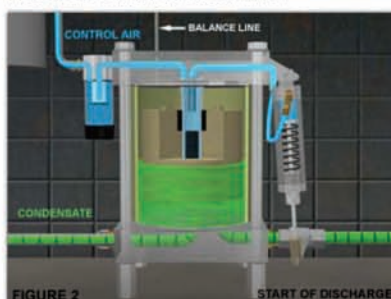 CONTROL AIR
BALANCE LINE
CONDENSATE
FIGURE 2
START OF DISCHARGE